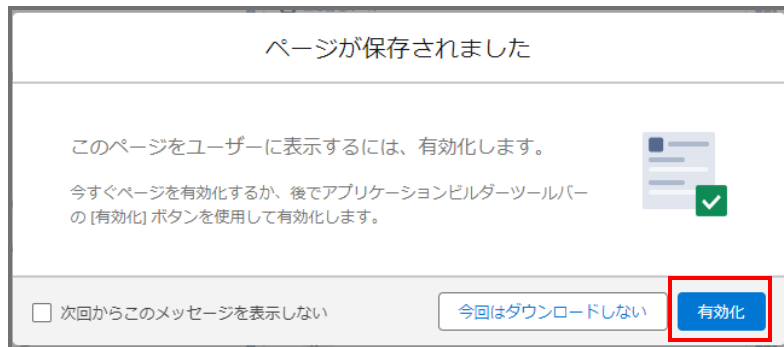 ページが保存されました
このページをユーザーに表示するには、有効化します。
今すぐページを有効化するか、後でアプリケーションビルダーツールバー
の [有効化] ボタンを使用して有効化します。
次回からこのメッセージを表示しない
今回はダウンロードしない
有効化